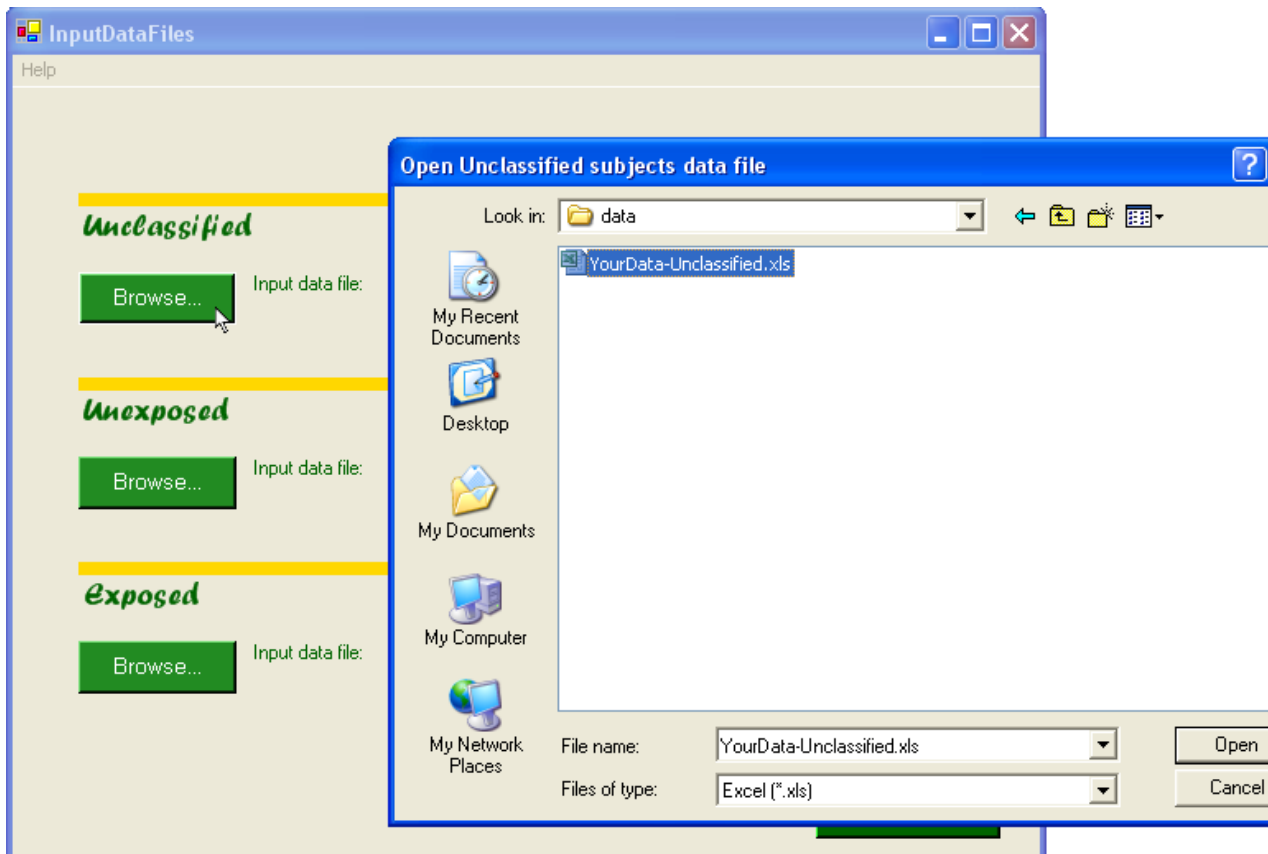 InputDataFiles
Help
Open Unclassified subjects data file
?
Look in: data
Unclassified
Browse...
Input data file:
YourData-Unclassified.xls
My Recent
Documents
Desktop
Unexposed
Browse...
Input data file:
My Documents
Exposed
Browse...
Input data file:
My Computer
My Network
Places
File name: YourData-Unclassified.xls Open
Files of type: Excel (*.xls) Cancel